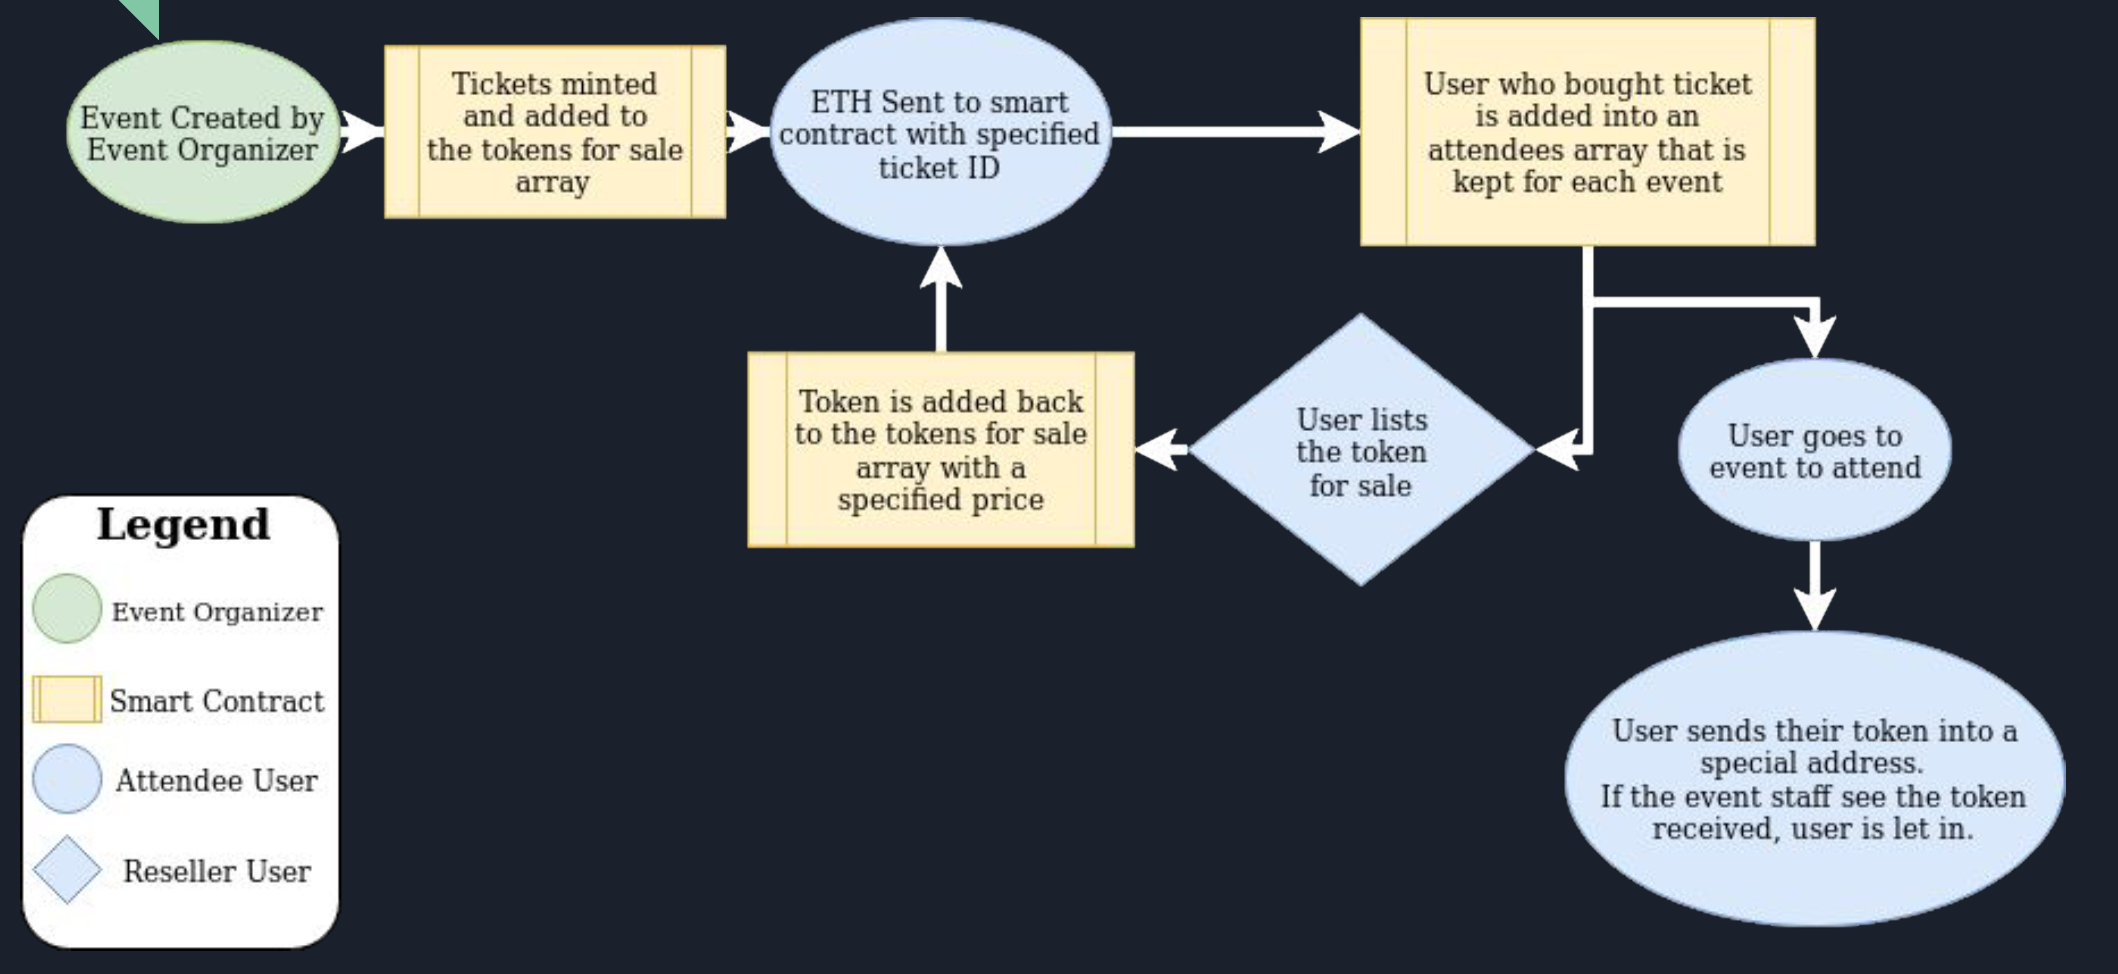 Event Created by
Event Organizer
Tickets minted
and added to
the tokens for sale
array
ETH Sent to smart
contract with specified
ticket ID
User who bought ticket
is added into an
attendees array that is
kept for each event
Token is added back
to the tokens for sale
array with a
specified price
User lists
the token
for sale
User goes to
event to attend
User sends their token into a
special address.
If the event staff see the token
received, user is let in.
Legend
Event Organizer
Smart Contract
Attendee User
Reseller User